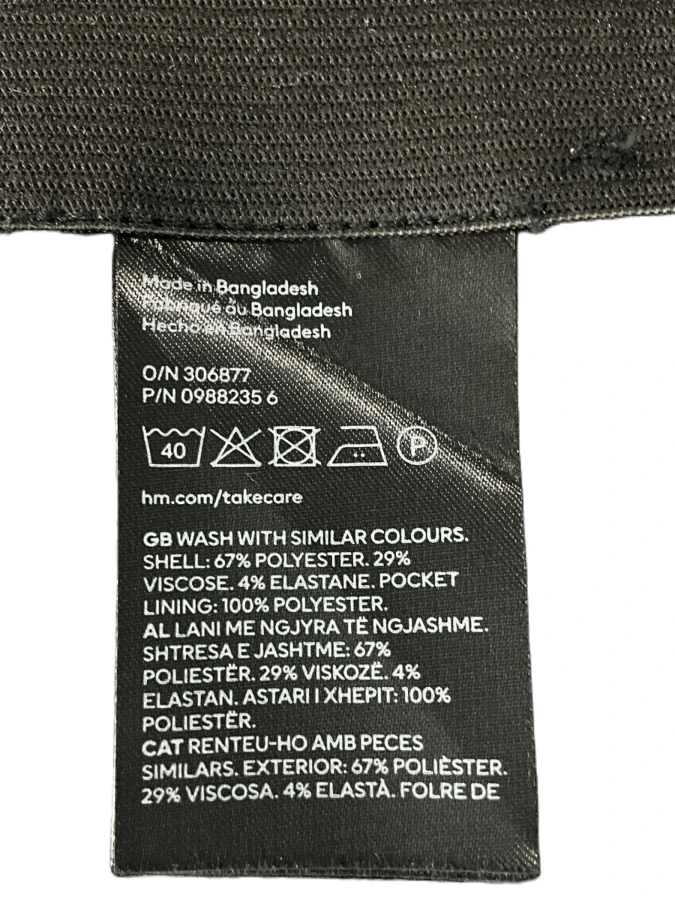 Made in Bangladesh
Fabriqué au Bangladesh
Hecho en Bangladesh
O/N 306877
P/N 0988235 6
40 P
hm.com/takecare
GB WASH WITH SIMILAR COLOURS.
SHELL: 67% POLYESTER. 29%
VISCOSE. 4% ELASTANE. POCKET
LINING: 100% POLYESTER.
AL LANI ME NGJYRA TË NGJASHME.
SHTRESA E JASHTME: 67%
POLIESTËR. 29% VISKOZË. 4%
ELASTAN. ASTARI I XHEPIT: 100%
POLIESTËR.
CAT RENTEU-HO AMB PECES
SIMILARS. EXTERIOR: 67% POLIÈSTER.
29% VISCOSA. 4% ELASTÀ. FOLRE DE